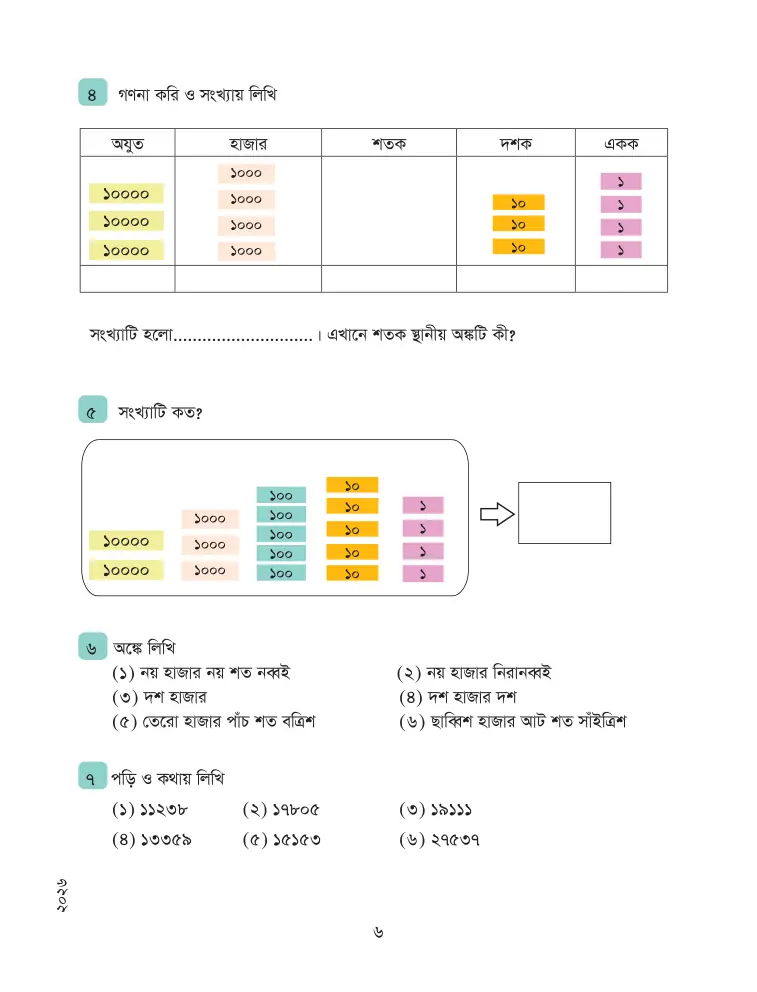 ৪ গণনা করি ও সংখ্যায় লিখি
অযুত হাজার শতক দশক একক
১০০০০ ১০০০০ ১০০০০
১০০০ ১০০০ ১০০০ ১০০০
১০ ১০ ১০
১ ১ ১ ১
সংখ্যাটি হলো.............................। এখানে শতক স্থানীয় অঙ্কটি কী?
৫ সংখ্যাটি কত?
১০০০০ ১০০০০
১০০০ ১০০০ ১০০০
১০০ ১০০ ১০০ ১০০ ১০০
১০ ১০ ১০ ১০ ১০
১ ১ ১ ১
৬ অঙ্কে লিখি
(১) নয় হাজার নয় শত নব্বই (২) নয় হাজার নিরানব্বই
(৩) দশ হাজার (৪) দশ হাজার দশ
(৫) তেরো হাজার পাঁচ শত বত্রিশ (৬) ছাব্বিশ হাজার আট শত সাঁইত্রিশ
৭ পড়ি ও কথায় লিখি
(১) ১১২৩৮ (২) ১৭৮০৫ (৩) ১৯১১১
(৪) ১৩৩৫৯ (৫) ১৫১৫৩ (৬) ২৭৫৩৭
২০২৬
৬